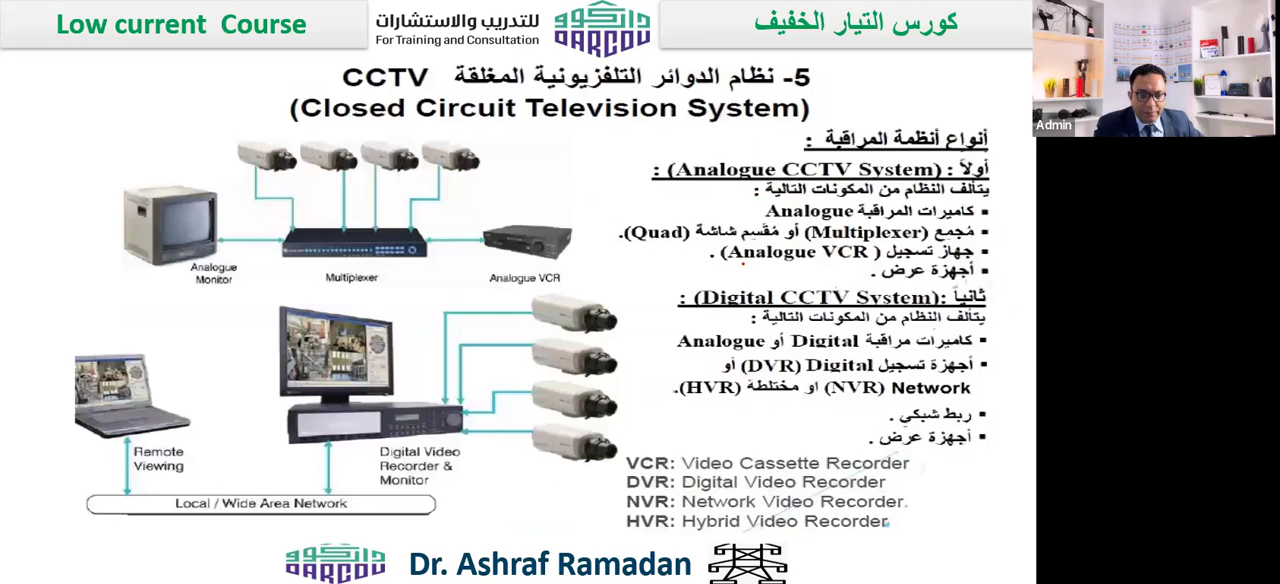 Low current Course
للتدريب والاستشارات
For Training and Consultation
داركو
DARCOU
كورس التيار الخفيف
Admin
5- نظام الدوائر التلفزيونية المغلقة CCTV
(Closed Circuit Television System)
أنواع أنظمة المراقبة :
أولاً : (Analogue CCTV System) :
يتألف النظام من المكونات التالية :
▪ كاميرات المراقبة Analogue
▪ مُجمع (Multiplexer) أو مُقسم شاشة (Quad).
▪ جهاز تسجيل (Analogue VCR ) .
▪ أجهزة عرض .
ثانياً :(Digital CCTV System) :
يتألف النظام من المكونات التالية :
▪ كاميرات مراقبة Digital أو Analogue
▪ أجهزة تسجيل Digital (DVR) أو
Network (NVR) او مختلطة (HVR).
▪ ربط شبكي .
▪ أجهزة عرض .
VCR: Video Cassette Recorder
DVR: Digital Video Recorder
NVR: Network Video Recorder.
HVR: Hybrid Video Recorder
Analogue
Monitor
Multiplexer
Analogue VCR
Remote
Viewing
Digital Video
Recorder &
Monitor
Local / Wide Area Network
داركو
DARCOU
Dr. Ashraf Ramadan